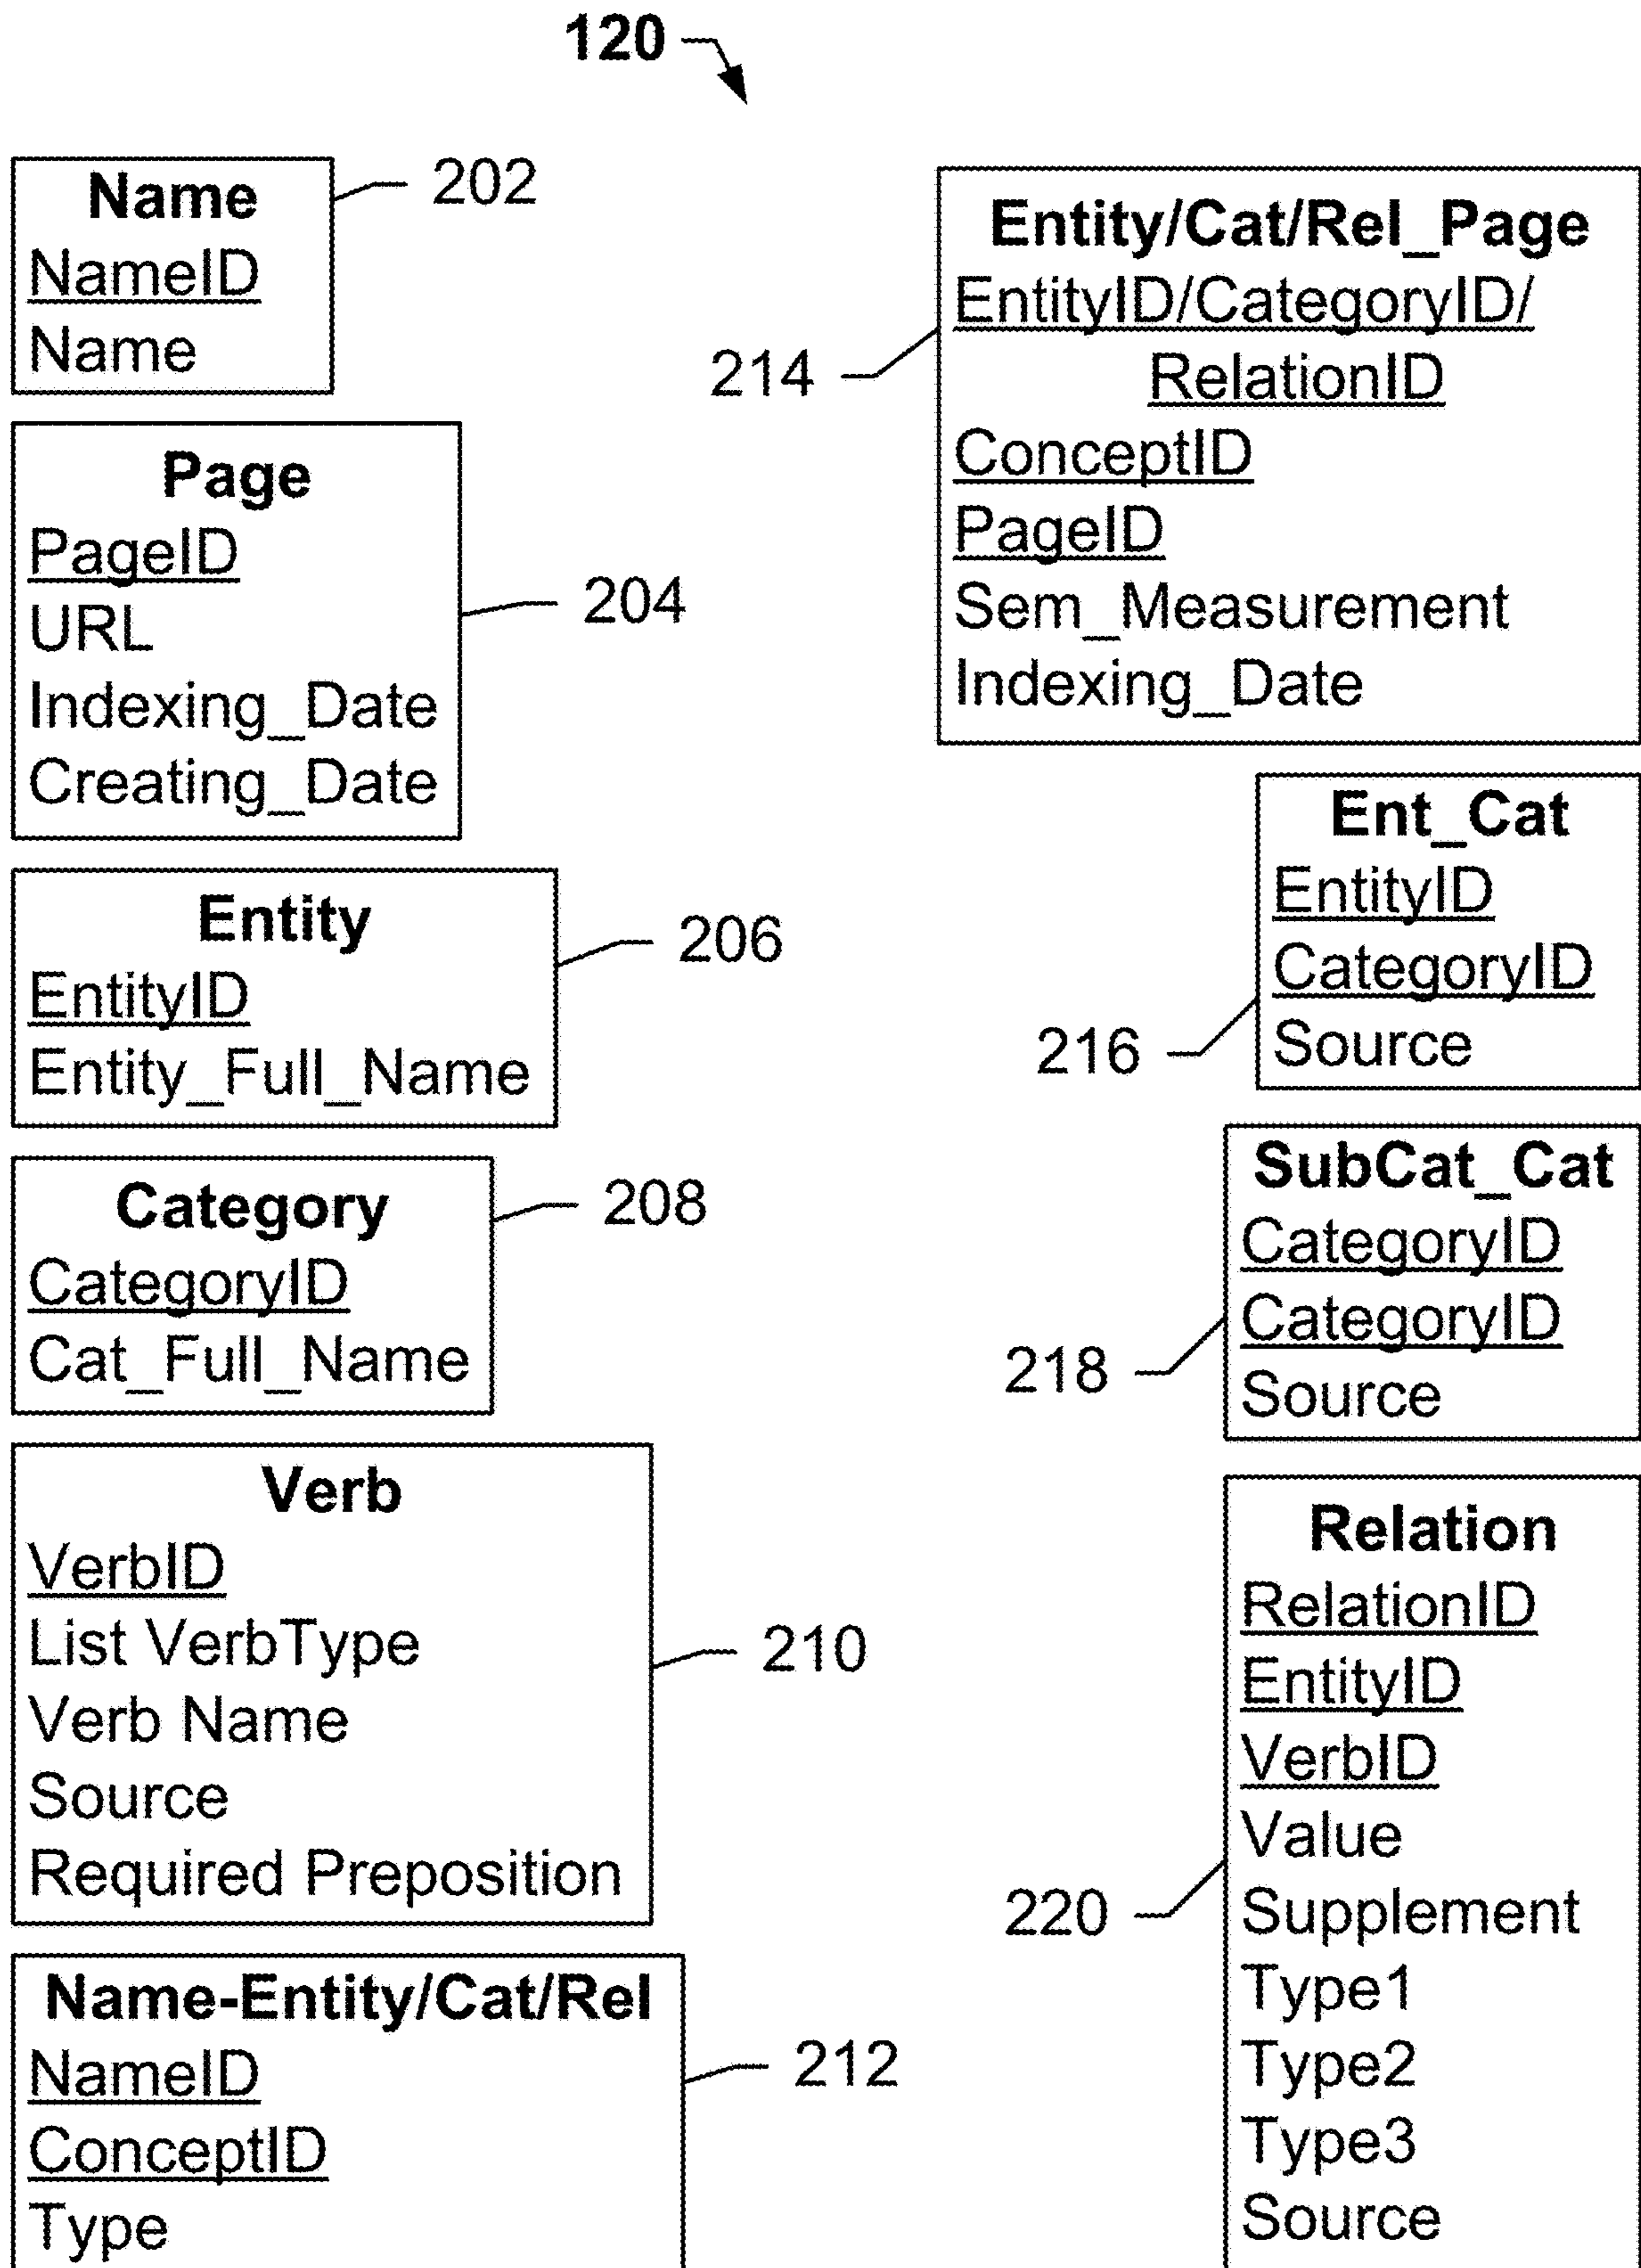 120
Name
NameID
Name
202
Page
PageID
URL
Indexing_Date
Creating_Date
204
Entity
EntityID
Entity_Full_Name
206
Category
CategoryID
Cat_Full_Name
208
Verb
VerbID
List VerbType
Verb Name
Source
Required Preposition
210
Name-Entity/Cat/Rel
NameID
ConceptID
Type
212
Entity/Cat/Rel_Page
EntityID/CategoryID/
RelationID
ConceptID
PageID
Sem_Measurement
Indexing_Date
214
Ent_Cat
EntityID
CategoryID
Source
216
SubCat_Cat
CategoryID
CategoryID
Source
218
Relation
RelationID
EntityID
VerbID
Value
Supplement
Type1
Type2
Type3
Source
220